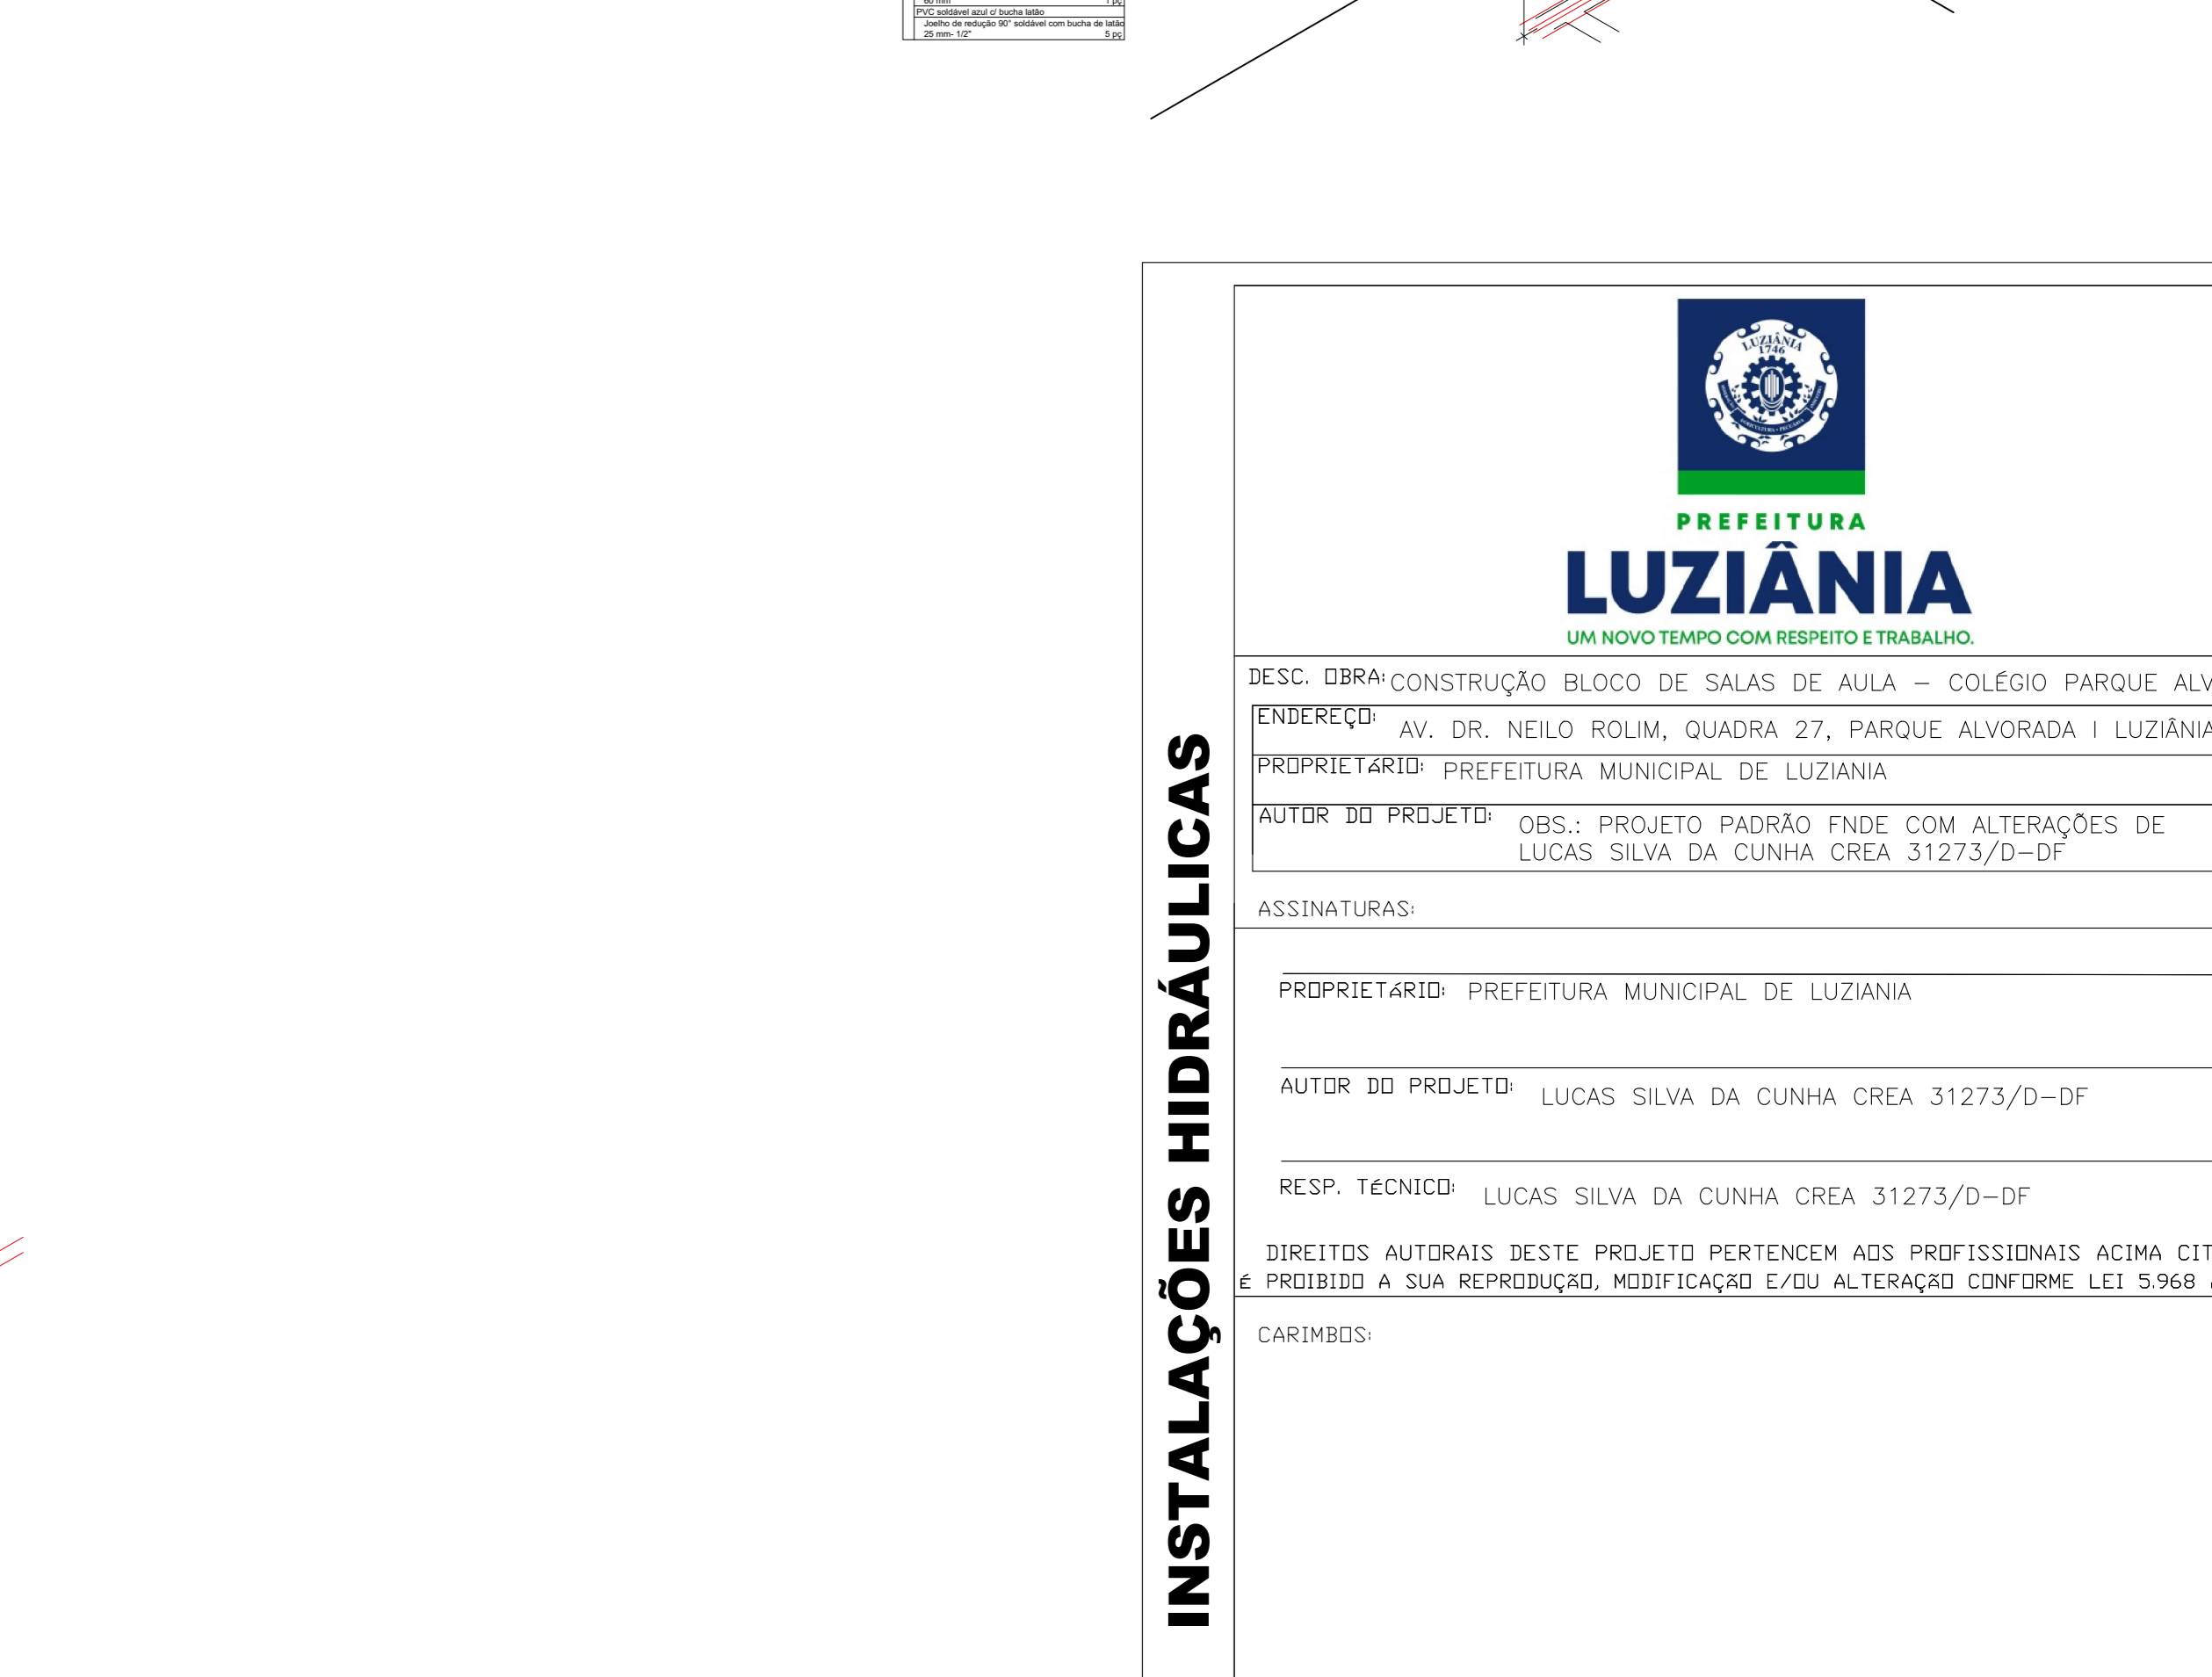 60 mm 1 pç
PVC soldável azul c/ bucha latão
Joelho de redução 90° soldável com bucha de latão
25 mm- 1/2" 5 pç
LUZIÂNIA
1746
AGRICULTURA • PECUÁRIA
PREFEITURA
LUZIÂNIA
UM NOVO TEMPO COM RESPEITO E TRABALHO.
DESC. OBRA: CONSTRUÇÃO BLOCO DE SALAS DE AULA – COLÉGIO PARQUE ALV
ENDEREÇO: AV. DR. NEILO ROLIM, QUADRA 27, PARQUE ALVORADA I LUZIÂNIA
PROPRIETÁRIO: PREFEITURA MUNICIPAL DE LUZIANIA
AUTOR DO PROJETO: OBS.: PROJETO PADRÃO FNDE COM ALTERAÇÕES DE
LUCAS SILVA DA CUNHA CREA 31273/D–DF
ASSINATURAS:
PROPRIETÁRIO: PREFEITURA MUNICIPAL DE LUZIANIA
AUTOR DO PROJETO: LUCAS SILVA DA CUNHA CREA 31273/D–DF
RESP. TÉCNICO: LUCAS SILVA DA CUNHA CREA 31273/D–DF
DIREITOS AUTORAIS DESTE PROJETO PERTENCEM AOS PROFISSIONAIS ACIMA CIT
É PROIBIDO A SUA REPRODUÇÃO, MODIFICAÇÃO E/OU ALTERAÇÃO CONFORME LEI 5.968
CARIMBOS:
INSTALAÇÕES HIDRÁULICAS